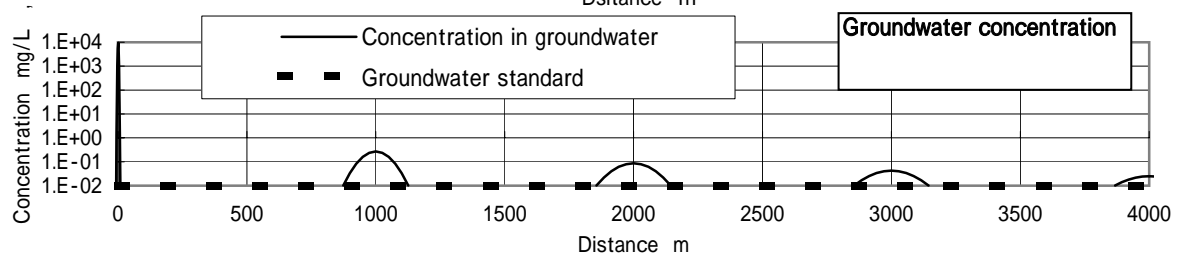 Dsitance m
Concentration in groundwater
Groundwater standard
Groundwater concentration
Concentration mg/L
1.E+04
1.E+03
1.E+02
1.E+01
1.E+00
1.E-01
1.E-02
0 500 1000 1500 2000 2500 3000 3500 4000
Distance m